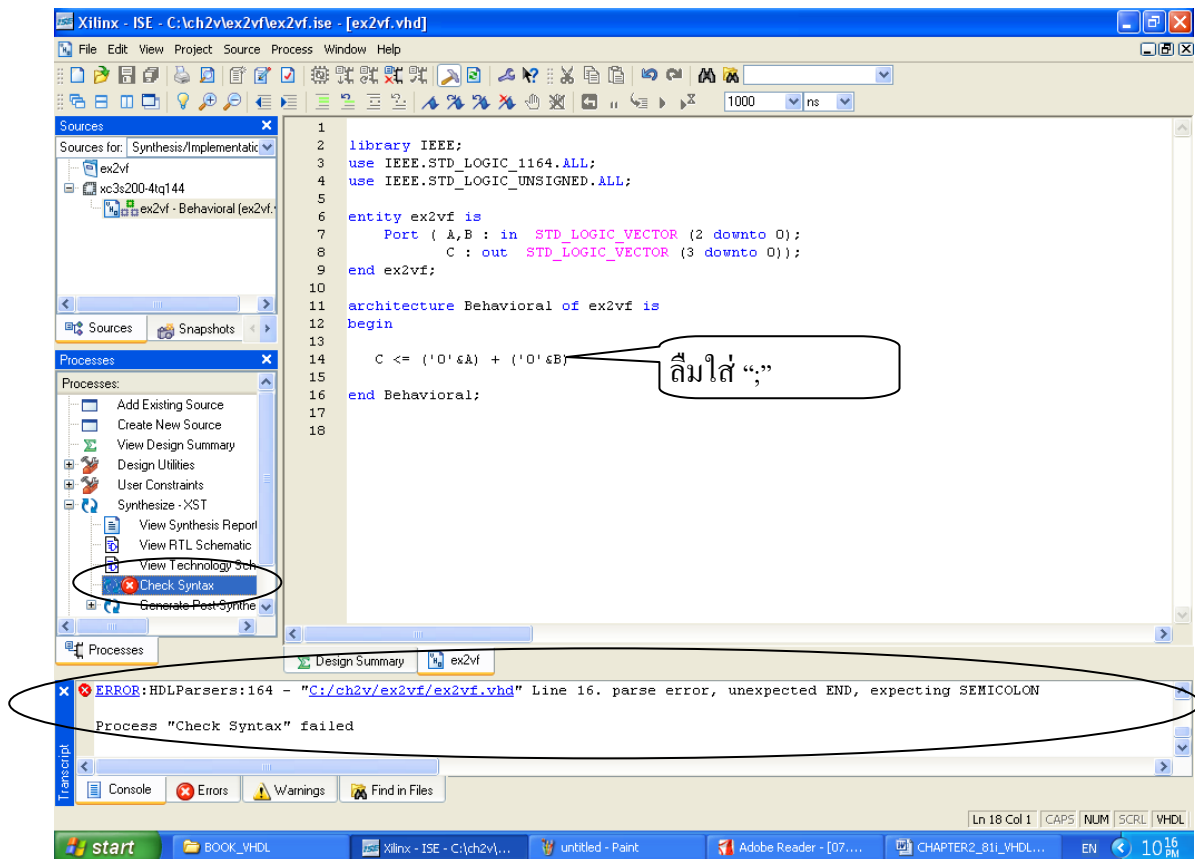 Xilinx - ISE - C:\ch2v\ex2vf\ex2vf.ise - [ex2vf.vhd]
File Edit View Project Source Process Window Help
1000 ns
Sources
Sources for: Synthesis/Implementatic
ex2vf
xc3s200-4tq144
ex2vf - Behavioral (ex2vf.
Sources Snapshots
Processes
Processes:
Add Existing Source
Create New Source
View Design Summary
Design Utilities
User Constraints
Synthesize - XST
View Synthesis Report
View RTL Schematic
View Technology Sch
Check Syntax
Generate Post-Synthe
Processes
1
2 library IEEE;
3 use IEEE.STD_LOGIC_1164.ALL;
4 use IEEE.STD_LOGIC_UNSIGNED.ALL;
5
6 entity ex2vf is
7 Port ( A,B : in STD_LOGIC_VECTOR (2 downto 0);
8 C : out STD_LOGIC_VECTOR (3 downto 0));
9 end ex2vf;
10
11 architecture Behavioral of ex2vf is
12 begin
13
14 C <= ('0'&A) + ('0'&B)
15
16 end Behavioral;
17
18
ลืมใส่ “;”
Design Summary ex2vf
ERROR:HDLParsers:164 - "C:/ch2v/ex2vf/ex2vf.vhd" Line 16. parse error, unexpected END, expecting SEMICOLON
Process "Check Syntax" failed
Transcript
Console Errors Warnings Find in Files
Ln 18 Col 1 CAPS NUM SCRL VHDL
start BOOK_VHDL Xilinx - ISE - C:\ch2v\... untitled - Paint Adobe Reader - [07.... CHAPTER2_81i_VHDL... EN 10 16 PM